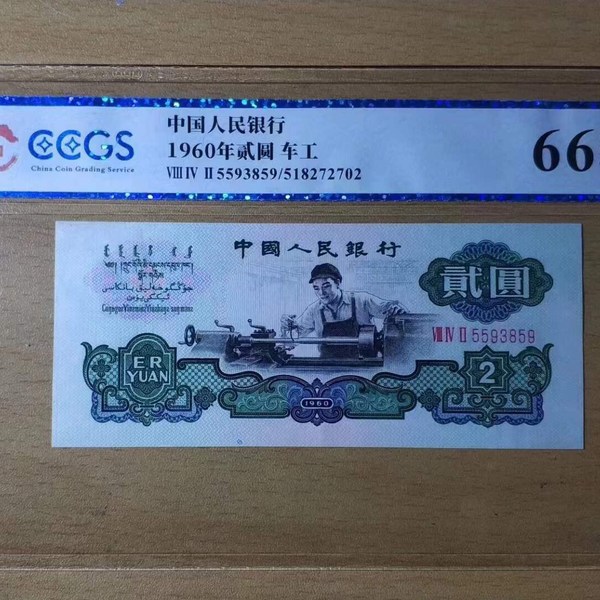 CCGS
China Coin Grading Service
中国人民银行
1960年贰圆 车工
VIII IV II 5593859/518272702
66
中國人民銀行
貳圓
VIII IV II 5593859
ER
YUAN
1960
2